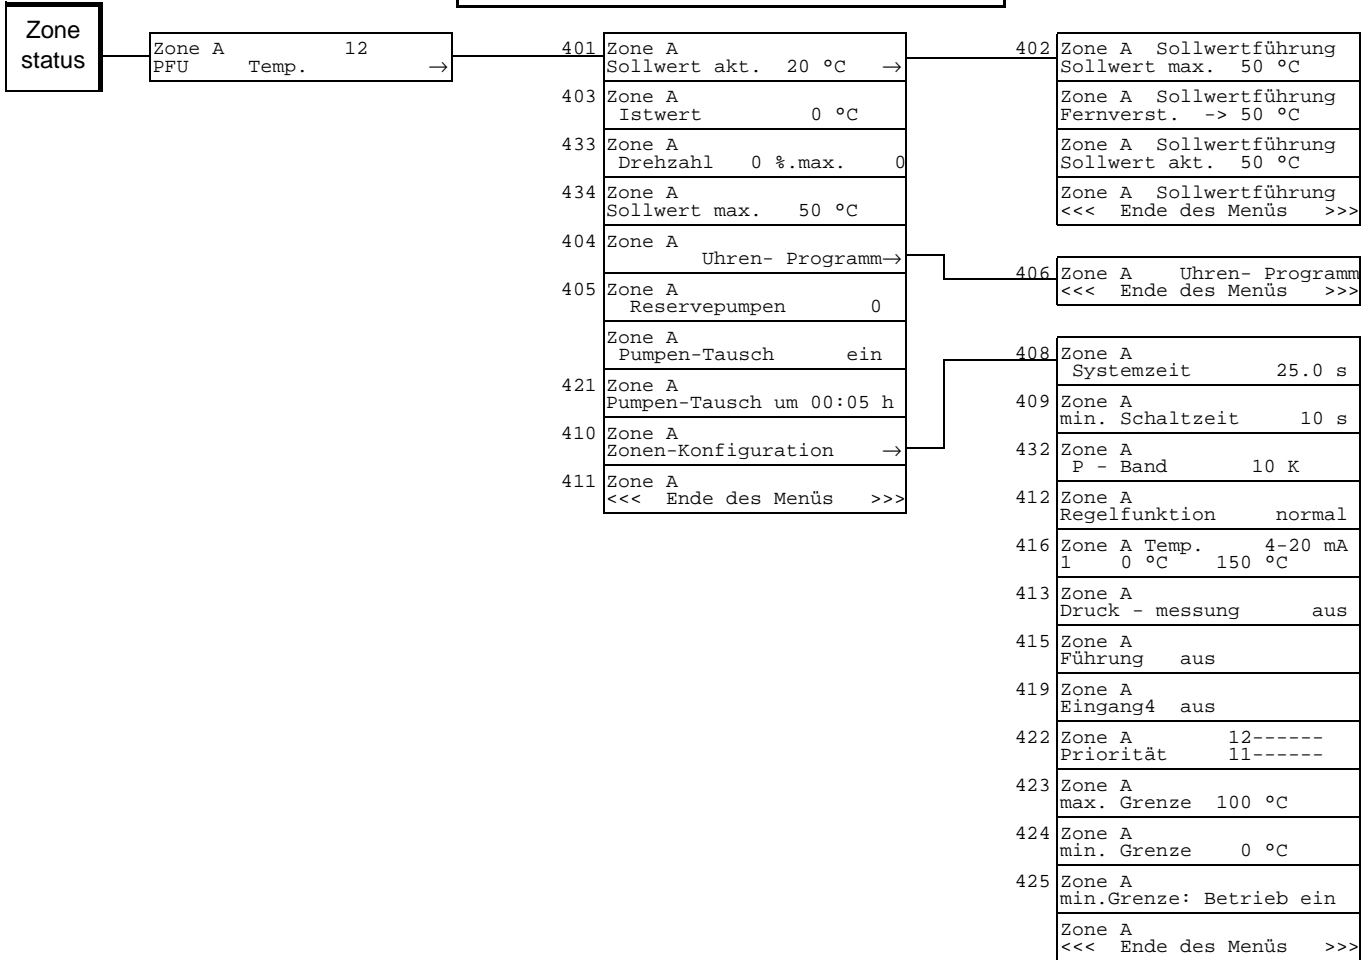 Zone
status
Zone A 12
PFU Temp. →
401 Zone A
Sollwert akt. 20 °C →
403 Zone A
Istwert 0 °C
433 Zone A
Drehzahl 0 %.max. 0
434 Zone A
Sollwert max. 50 °C
404 Zone A
Uhren- Programm→
405 Zone A
Reservepumpen 0
Zone A
Pumpen-Tausch ein
421 Zone A
Pumpen-Tausch um 00:05 h
410 Zone A
Zonen-Konfiguration →
411 Zone A
<<< Ende des Menüs >>>
402 Zone A Sollwertführung
Sollwert max. 50 °C
Zone A Sollwertführung
Fernverst. -> 50 °C
Zone A Sollwertführung
Sollwert akt. 50 °C
Zone A Sollwertführung
<<< Ende des Menüs >>>
406 Zone A Uhren- Programm
<<< Ende des Menüs >>>
408 Zone A
Systemzeit 25.0 s
409 Zone A
min. Schaltzeit 10 s
432 Zone A
P - Band 10 K
412 Zone A
Regelfunktion normal
416 Zone A Temp. 4-20 mA
1 0 °C 150 °C
413 Zone A
Druck - messung aus
415 Zone A
Führung aus
419 Zone A
Eingang4 aus
422 Zone A 12------
Priorität 11------
423 Zone A
max. Grenze 100 °C
424 Zone A
min. Grenze 0 °C
425 Zone A
min.Grenze: Betrieb ein
Zone A
<<< Ende des Menüs >>>